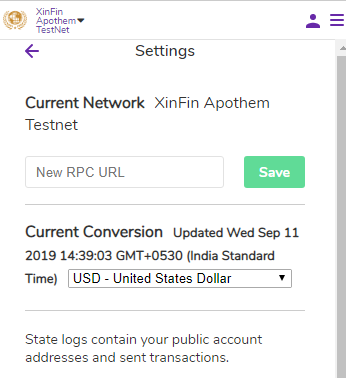 XinFin
Apothem
TestNet
Settings
Current Network XinFin Apothem
Testnet
New RPC URL
Save
Current Conversion Updated Wed Sep 11
2019 14:39:03 GMT+0530 (India Standard
Time) USD - United States Dollar
State logs contain your public account
addresses and sent transactions.